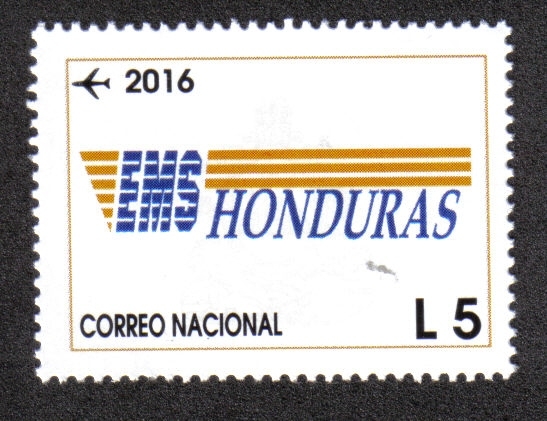 2016
EMS HONDURAS
CORREO NACIONAL L 5